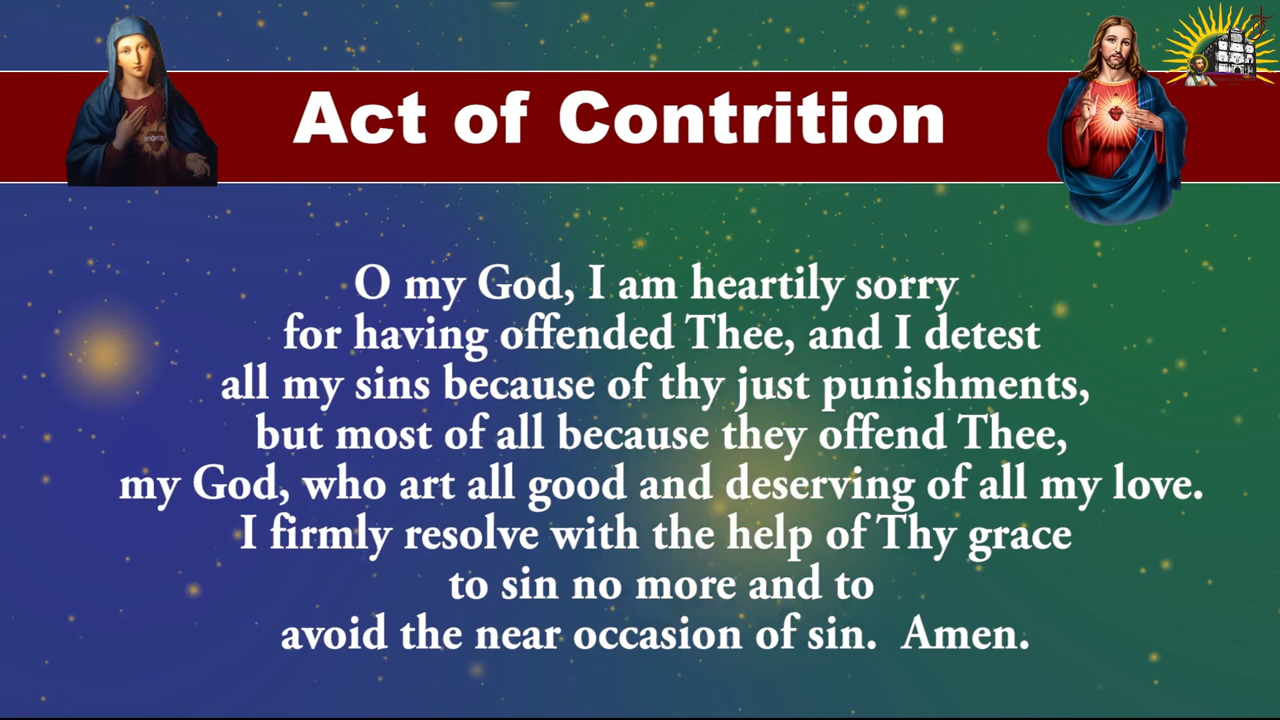 Act of Contrition
O my God, I am heartily sorry
for having offended Thee, and I detest
all my sins because of thy just punishments,
but most of all because they offend Thee,
my God, who art all good and deserving of all my love.
I firmly resolve with the help of Thy grace
to sin no more and to
avoid the near occasion of sin.  Amen.